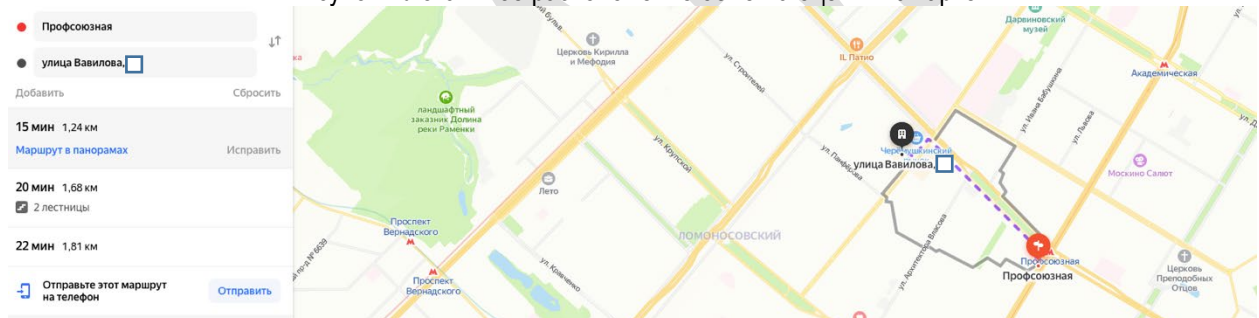 Профсоюзная
улица Вавилова,
Добавить
Сбросить
15 мин 1,24 км
Маршрут в панорамах
Исправить
20 мин 1,68 км
2 лестницы
22 мин 1,81 км
Отправьте этот маршрут
на телефон
Отправить
Церковь Кирилла
и Мефодия
IL Патио
Дарвиновский
музей
Академическая
ул. Строителей
ул. Ивана Бабушкина
ул. Львова
ландшафтный
заказник Долина
реки Раменки
ул. Крупской
Черёмушкинский
ул. Панфёрова
улица Вавилова,
Москино Салют
Лето
Проспект
Вернадского
ЛОМОНОСОВСКИЙ
ул. Архитектора Власова
Профсоюзная
Профсоюзная
Церковь
Преподобных
Отцов
ул. Кравченко
Проспект
Вернадского